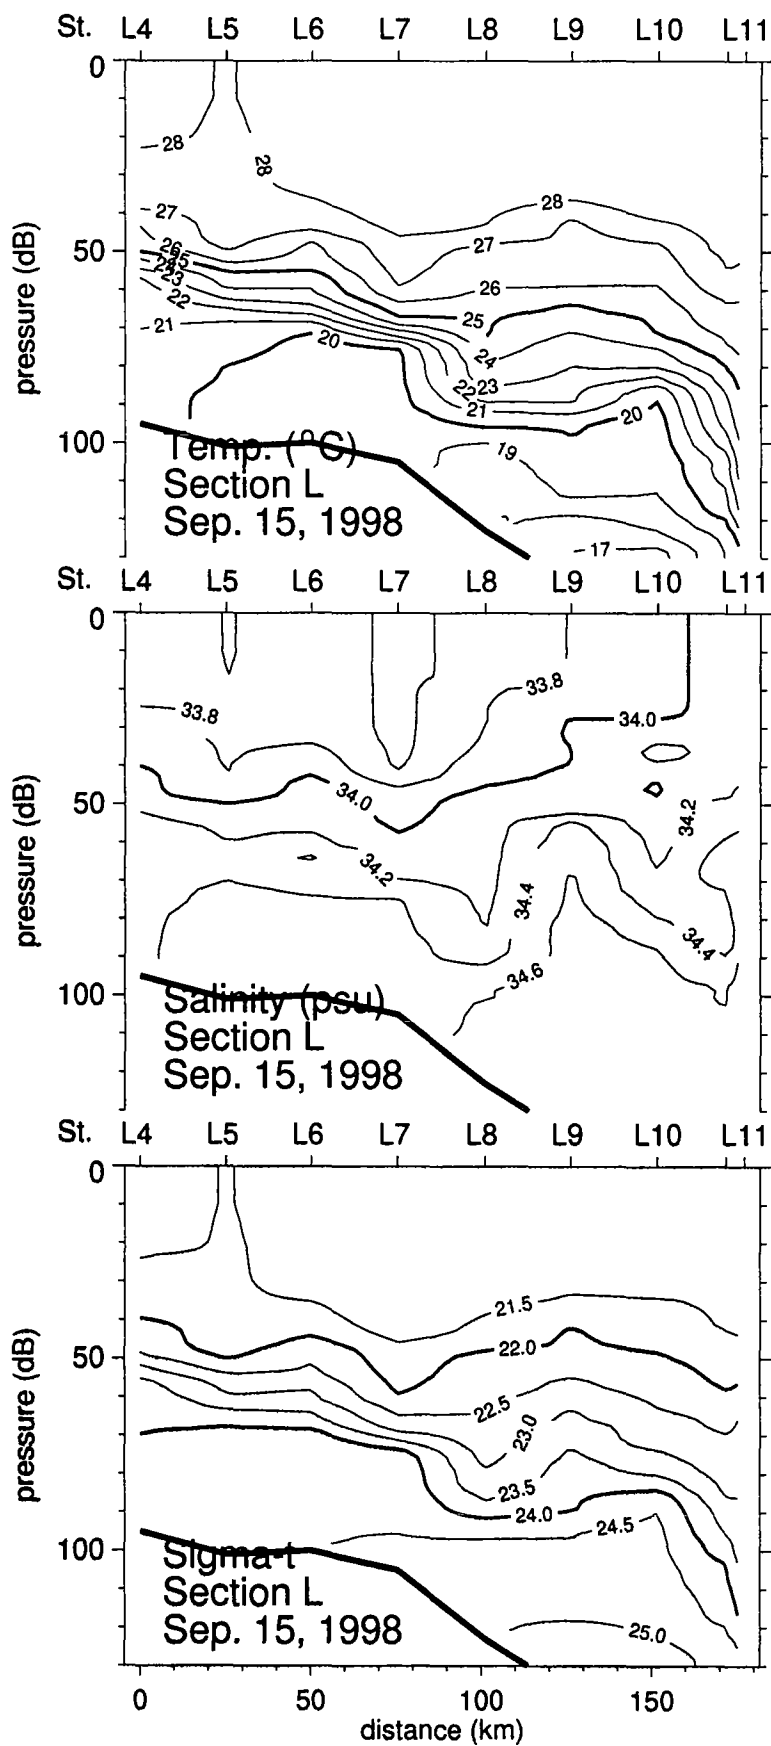 St. L4 L5 L6 L7 L8 L9 L10 L11
0
28
28
28
27
27
26
26
50
25
24
25
23
24
22
21
20
22
23
21
20
100
19
17
pressure (dB)
Temp. (°C)
Section L
Sep. 15, 1998
St. L4 L5 L6 L7 L8 L9 L10 L11
0
33.8
33.8
34.0
34.0
34.2
50
34.2
34.4
34.4
34.6
100
pressure (dB)
Salinity (psu)
Section L
Sep. 15, 1998
St. L4 L5 L6 L7 L8 L9 L10 L11
0
21.5
22.0
50
22.5
23.0
23.5
24.0
24.5
100
25.0
pressure (dB)
Sigma-t
Section L
Sep. 15, 1998
0 50 100 150
distance (km)